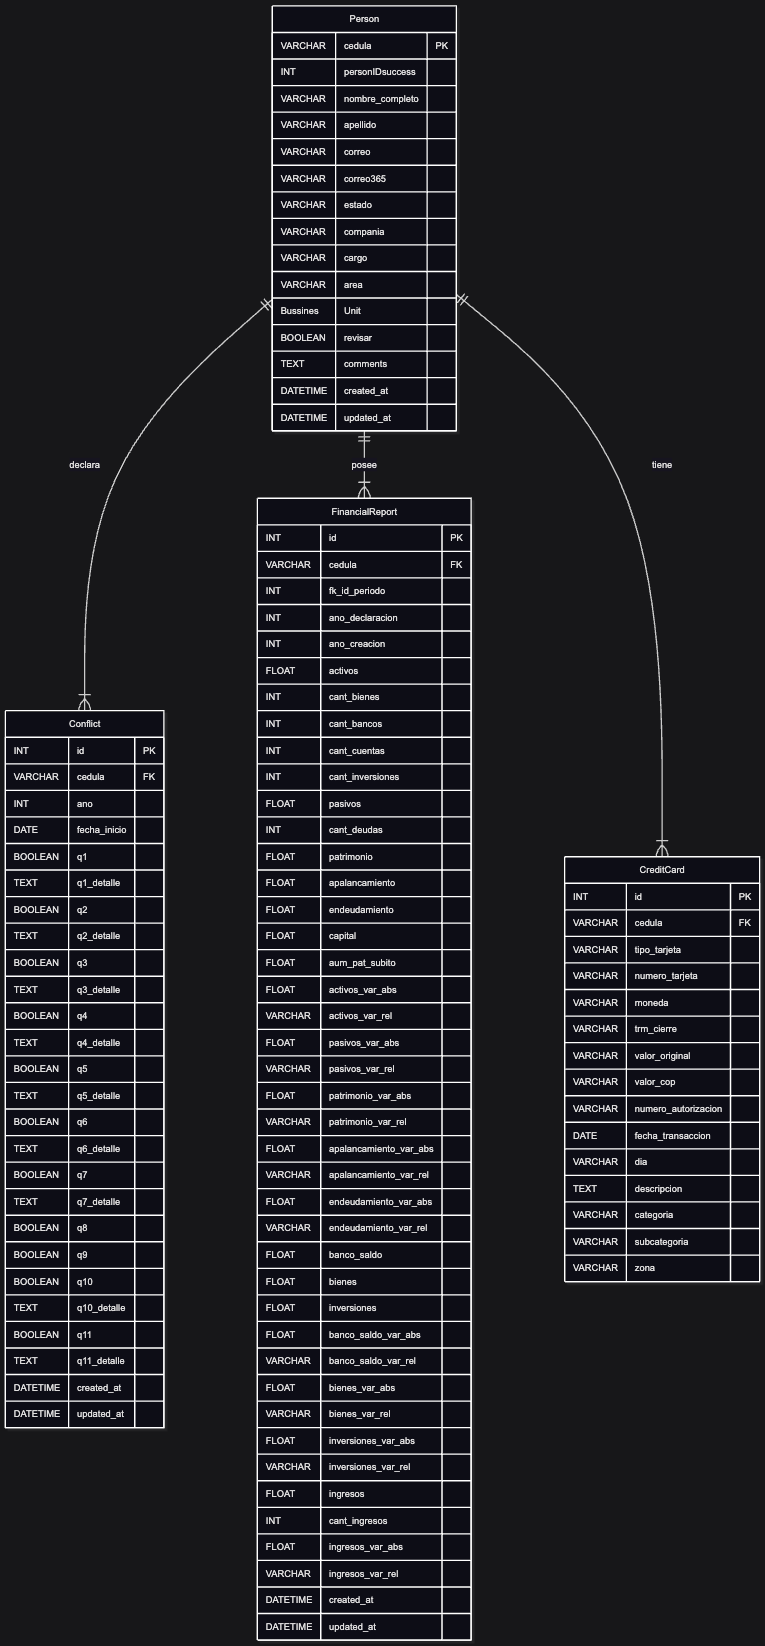 Person
VARCHAR cedula PK
INT personIDsuccess
VARCHAR nombre_completo
VARCHAR apellido
VARCHAR correo
VARCHAR correo365
VARCHAR estado
VARCHAR compania
VARCHAR cargo
VARCHAR area
Bussines Unit
BOOLEAN revisar
TEXT comments
DATETIME created_at
DATETIME updated_at
declara
posee
tiene
FinancialReport
INT id PK
VARCHAR cedula FK
INT fk_id_periodo
INT ano_declaracion
INT ano_creacion
FLOAT activos
INT cant_bienes
INT cant_bancos
INT cant_cuentas
INT cant_inversiones
FLOAT pasivos
INT cant_deudas
FLOAT patrimonio
FLOAT apalancamiento
FLOAT endeudamiento
FLOAT capital
FLOAT aum_pat_subito
FLOAT activos_var_abs
VARCHAR activos_var_rel
FLOAT pasivos_var_abs
VARCHAR pasivos_var_rel
FLOAT patrimonio_var_abs
VARCHAR patrimonio_var_rel
FLOAT apalancamiento_var_abs
VARCHAR apalancamiento_var_rel
FLOAT endeudamiento_var_abs
VARCHAR endeudamiento_var_rel
FLOAT banco_saldo
FLOAT bienes
FLOAT inversiones
FLOAT banco_saldo_var_abs
VARCHAR banco_saldo_var_rel
FLOAT bienes_var_abs
VARCHAR bienes_var_rel
FLOAT inversiones_var_abs
VARCHAR inversiones_var_rel
FLOAT ingresos
INT cant_ingresos
FLOAT ingresos_var_abs
VARCHAR ingresos_var_rel
DATETIME created_at
DATETIME updated_at
Conflict
INT id PK
VARCHAR cedula FK
INT ano
DATE fecha_inicio
BOOLEAN q1
TEXT q1_detalle
BOOLEAN q2
TEXT q2_detalle
BOOLEAN q3
TEXT q3_detalle
BOOLEAN q4
TEXT q4_detalle
BOOLEAN q5
TEXT q5_detalle
BOOLEAN q6
TEXT q6_detalle
BOOLEAN q7
TEXT q7_detalle
BOOLEAN q8
BOOLEAN q9
BOOLEAN q10
TEXT q10_detalle
BOOLEAN q11
TEXT q11_detalle
DATETIME created_at
DATETIME updated_at
CreditCard
INT id PK
VARCHAR cedula FK
VARCHAR tipo_tarjeta
VARCHAR numero_tarjeta
VARCHAR moneda
VARCHAR trm_cierre
VARCHAR valor_original
VARCHAR valor_cop
VARCHAR numero_autorizacion
DATE fecha_transaccion
VARCHAR dia
TEXT descripcion
VARCHAR categoria
VARCHAR subcategoria
VARCHAR zona